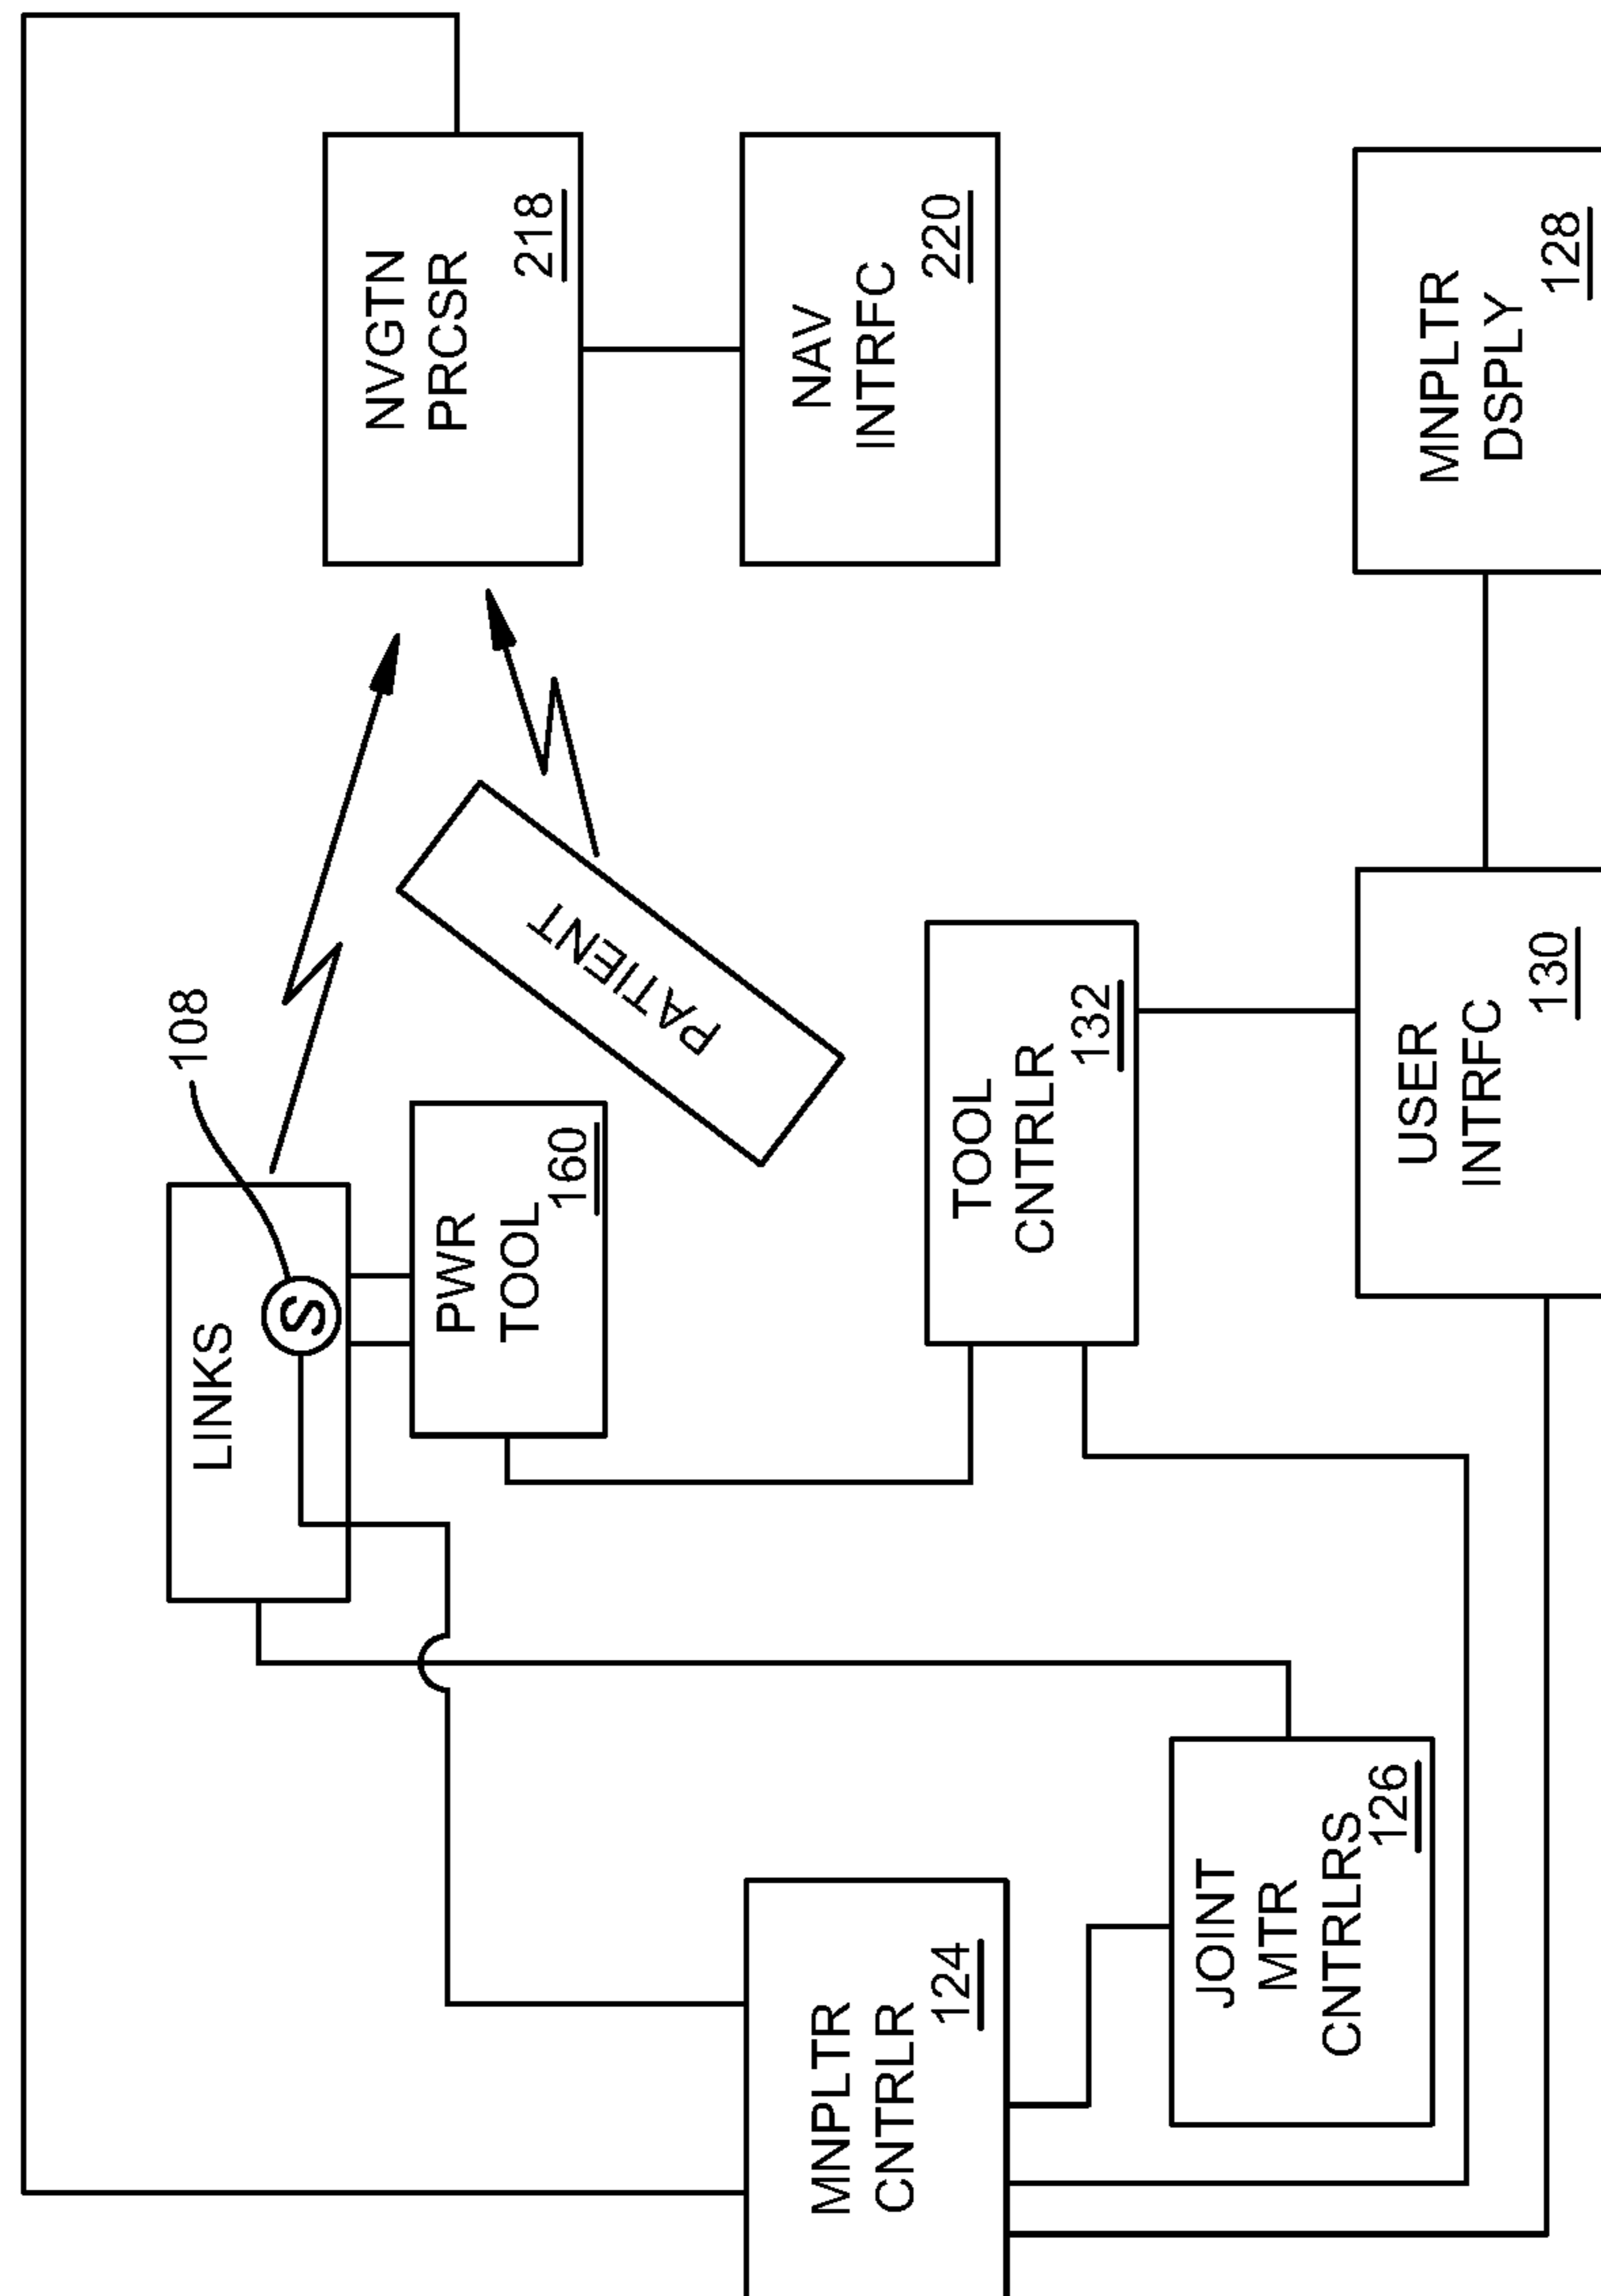 LINKS
S
108
PWR
TOOL
160
PATIENT
NVGTN
PRCSR
218
NAV
INTRFC
220
MNPLTR
CNTRLR
124
JOINT
MTR
CNTRLRS
126
TOOL
CNTRLR
132
USER
INTRFC
130
MNPLTR
DSPLY
128